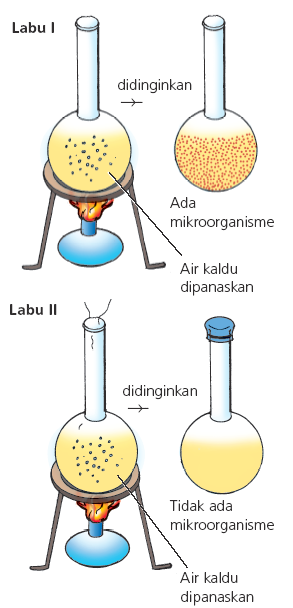 Labu I
didinginkan
Ada
mikroorganisme
Air kaldu
dipanaskan
Labu II
didinginkan
Tidak ada
mikroorganisme
Air kaldu
dipanaskan